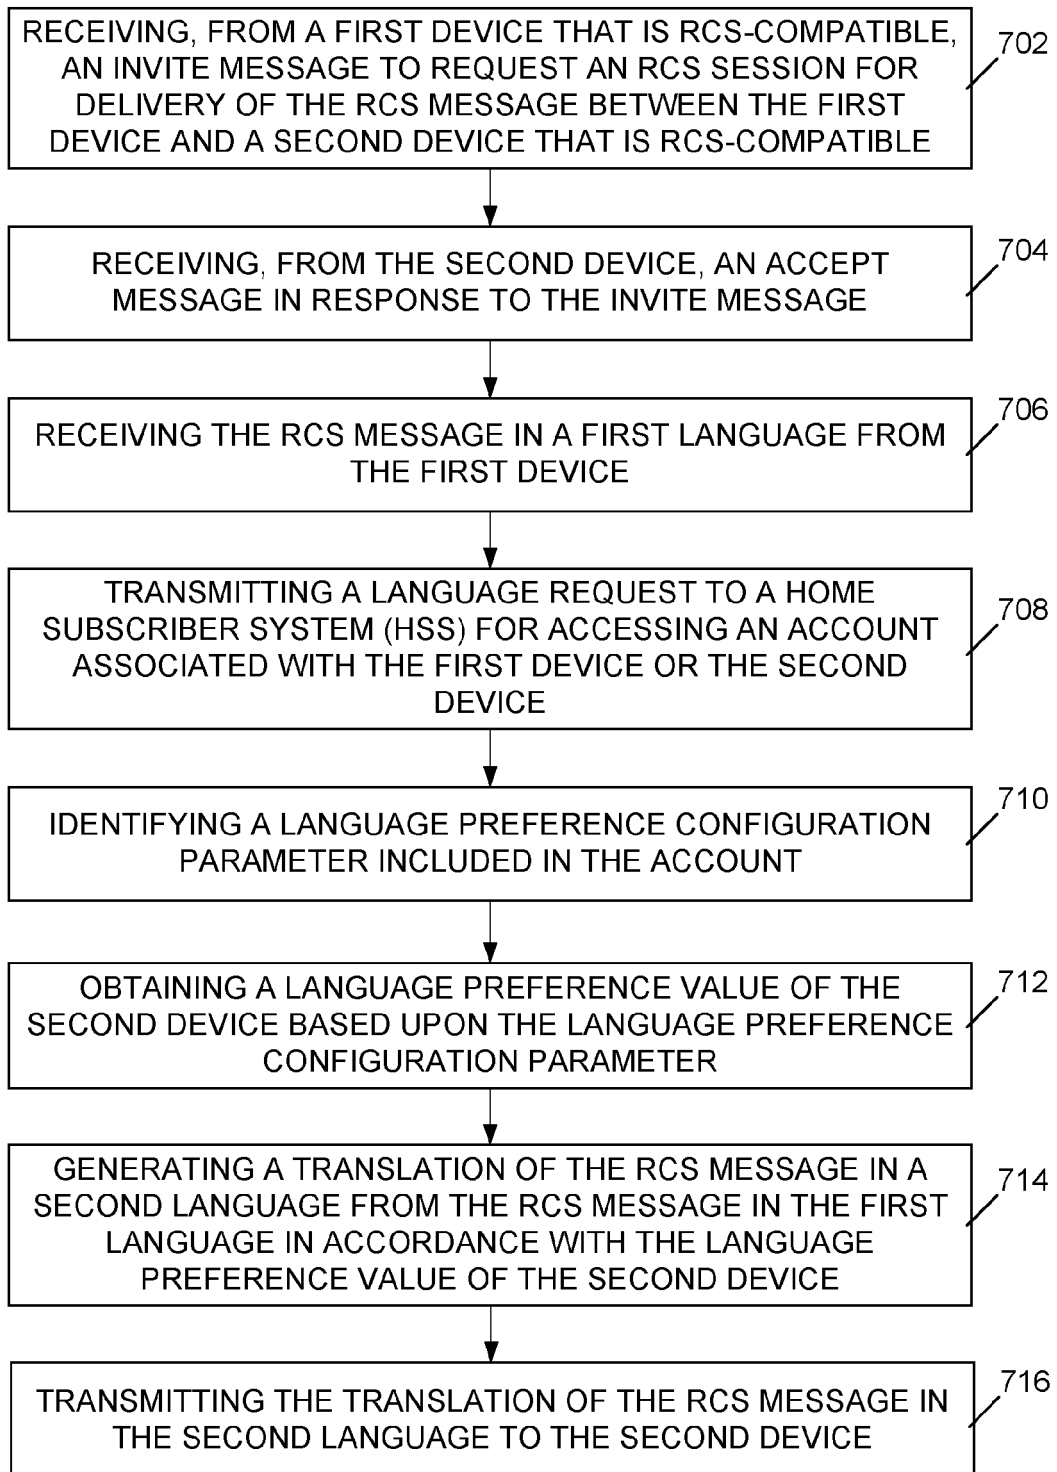 RECEIVING, FROM A FIRST DEVICE THAT IS RCS-COMPATIBLE,
AN INVITE MESSAGE TO REQUEST AN RCS SESSION FOR
DELIVERY OF THE RCS MESSAGE BETWEEN THE FIRST
DEVICE AND A SECOND DEVICE THAT IS RCS-COMPATIBLE
702
RECEIVING, FROM THE SECOND DEVICE, AN ACCEPT
MESSAGE IN RESPONSE TO THE INVITE MESSAGE
704
RECEIVING THE RCS MESSAGE IN A FIRST LANGUAGE FROM
THE FIRST DEVICE
706
TRANSMITTING A LANGUAGE REQUEST TO A HOME
SUBSCRIBER SYSTEM (HSS) FOR ACCESSING AN ACCOUNT
ASSOCIATED WITH THE FIRST DEVICE OR THE SECOND
DEVICE
708
IDENTIFYING A LANGUAGE PREFERENCE CONFIGURATION
PARAMETER INCLUDED IN THE ACCOUNT
710
OBTAINING A LANGUAGE PREFERENCE VALUE OF THE
SECOND DEVICE BASED UPON THE LANGUAGE PREFERENCE
CONFIGURATION PARAMETER
712
GENERATING A TRANSLATION OF THE RCS MESSAGE IN A
SECOND LANGUAGE FROM THE RCS MESSAGE IN THE FIRST
LANGUAGE IN ACCORDANCE WITH THE LANGUAGE
PREFERENCE VALUE OF THE SECOND DEVICE
714
TRANSMITTING THE TRANSLATION OF THE RCS MESSAGE IN
THE SECOND LANGUAGE TO THE SECOND DEVICE
716